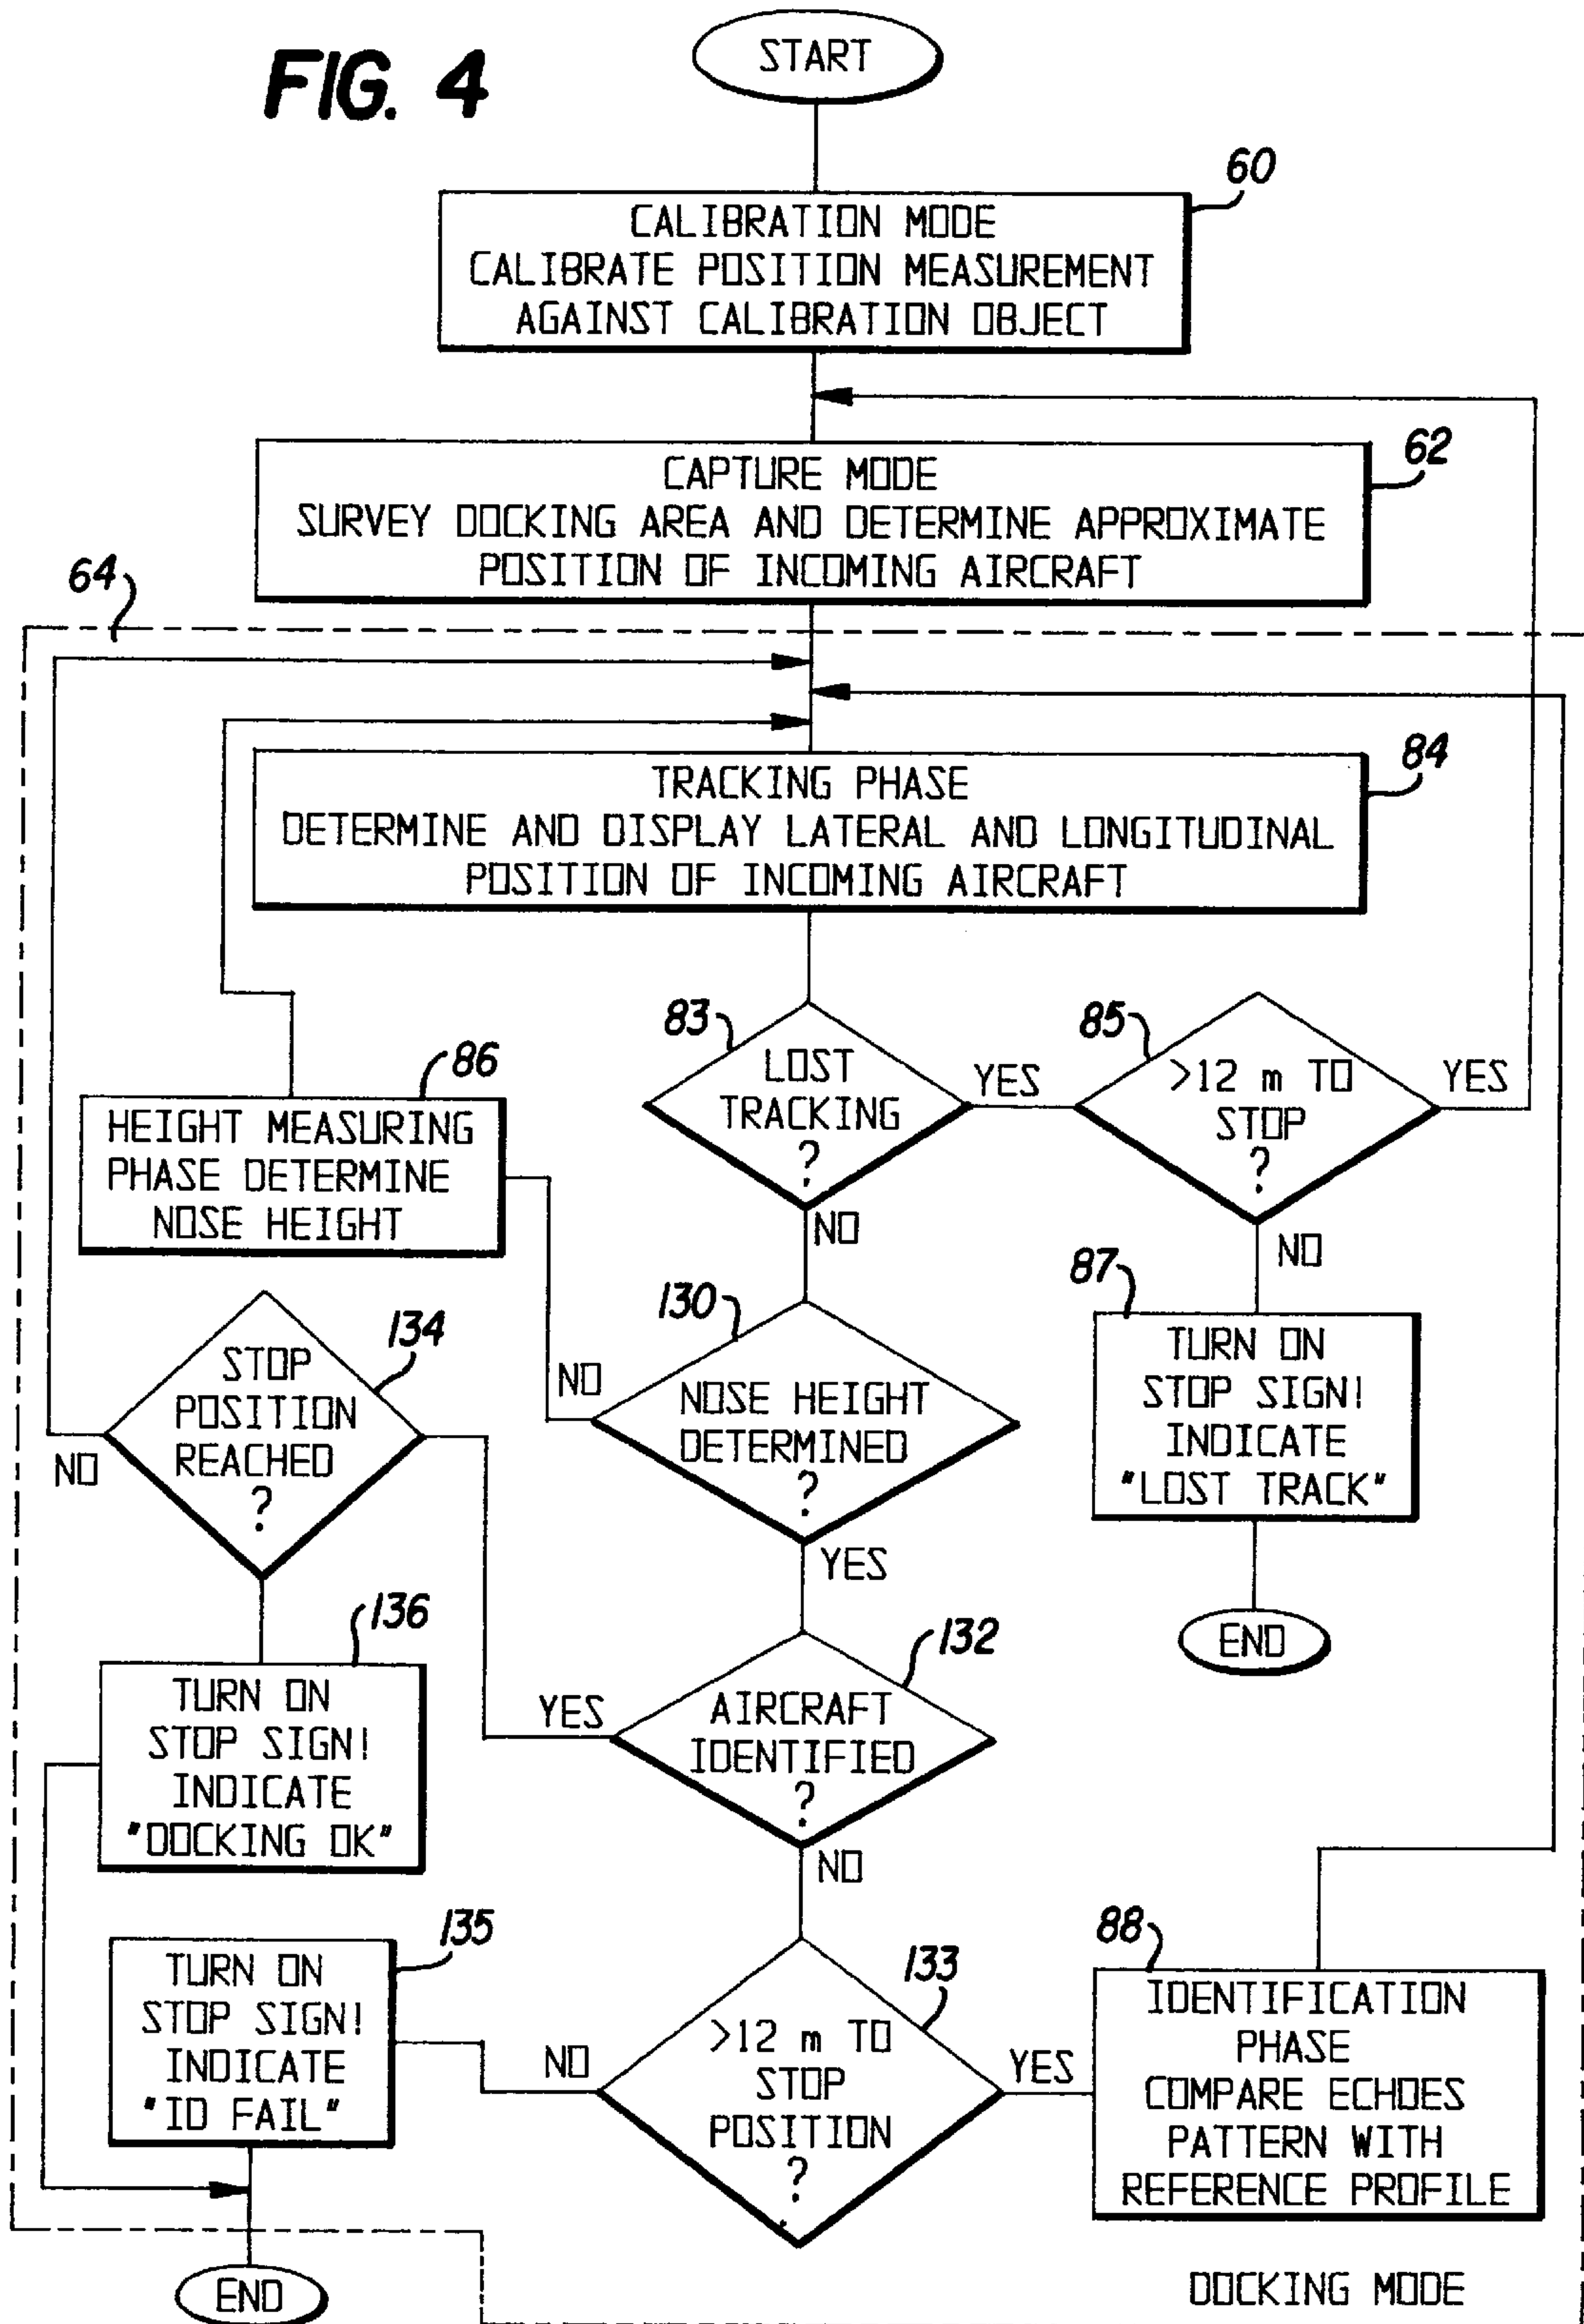 FIG. 4
START
60
CALIBRATION MODE
CALIBRATE POSITION MEASUREMENT
AGAINST CALIBRATION OBJECT
62
CAPTURE MODE
SURVEY DOCKING AREA AND DETERMINE APPROXIMATE
POSITION OF INCOMING AIRCRAFT
64
84
TRACKING PHASE
DETERMINE AND DISPLAY LATERAL AND LONGITUDINAL
POSITION OF INCOMING AIRCRAFT
83
LOST
TRACKING
?
YES
NO
85
>12 m TO
STOP
?
YES
NO
86
HEIGHT MEASURING
PHASE DETERMINE
NOSE HEIGHT
87
TURN ON
STOP SIGN!
INDICATE
"LOST TRACK"
END
130
NOSE HEIGHT
DETERMINED
?
NO
YES
134
STOP
POSITION
REACHED
?
NO
136
TURN ON
STOP SIGN!
INDICATE
"DOCKING OK"
132
AIRCRAFT
IDENTIFIED
?
YES
NO
135
TURN ON
STOP SIGN!
INDICATE
"ID FAIL"
133
>12 m TO
STOP
POSITION
?
NO
YES
88
IDENTIFICATION
PHASE
COMPARE ECHOES
PATTERN WITH
REFERENCE PROFILE
END
DOCKING MODE